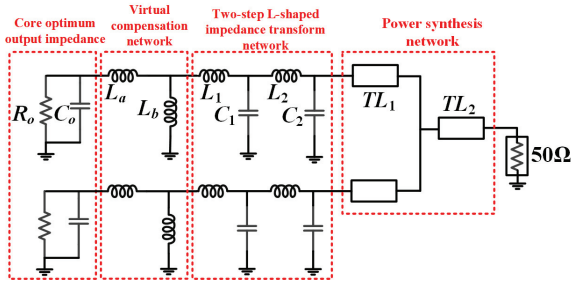 Core optimum
output impedance
Virtual
compensation
network
Two-step L-shaped
impedance transform
network
Power synthesis
network
Ro Co
La
Lb
L1
C1
L2
C2
TL1
TL2
50Ω